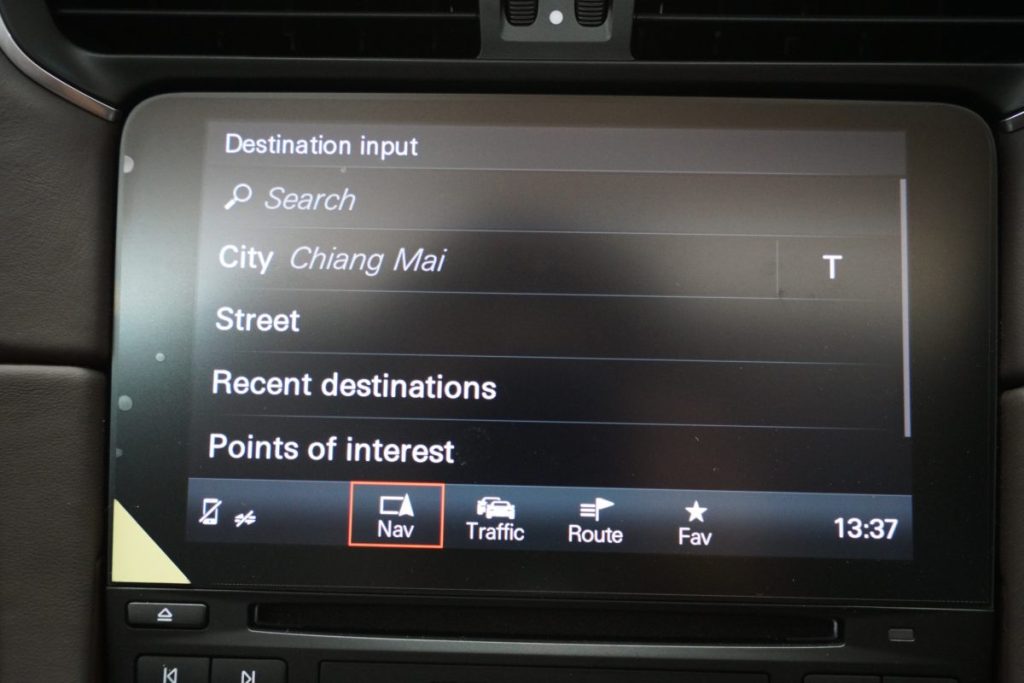 Destination input
Search
City Chiang Mai T
Street
Recent destinations
Points of interest
Nav Traffic Route Fav 13:37